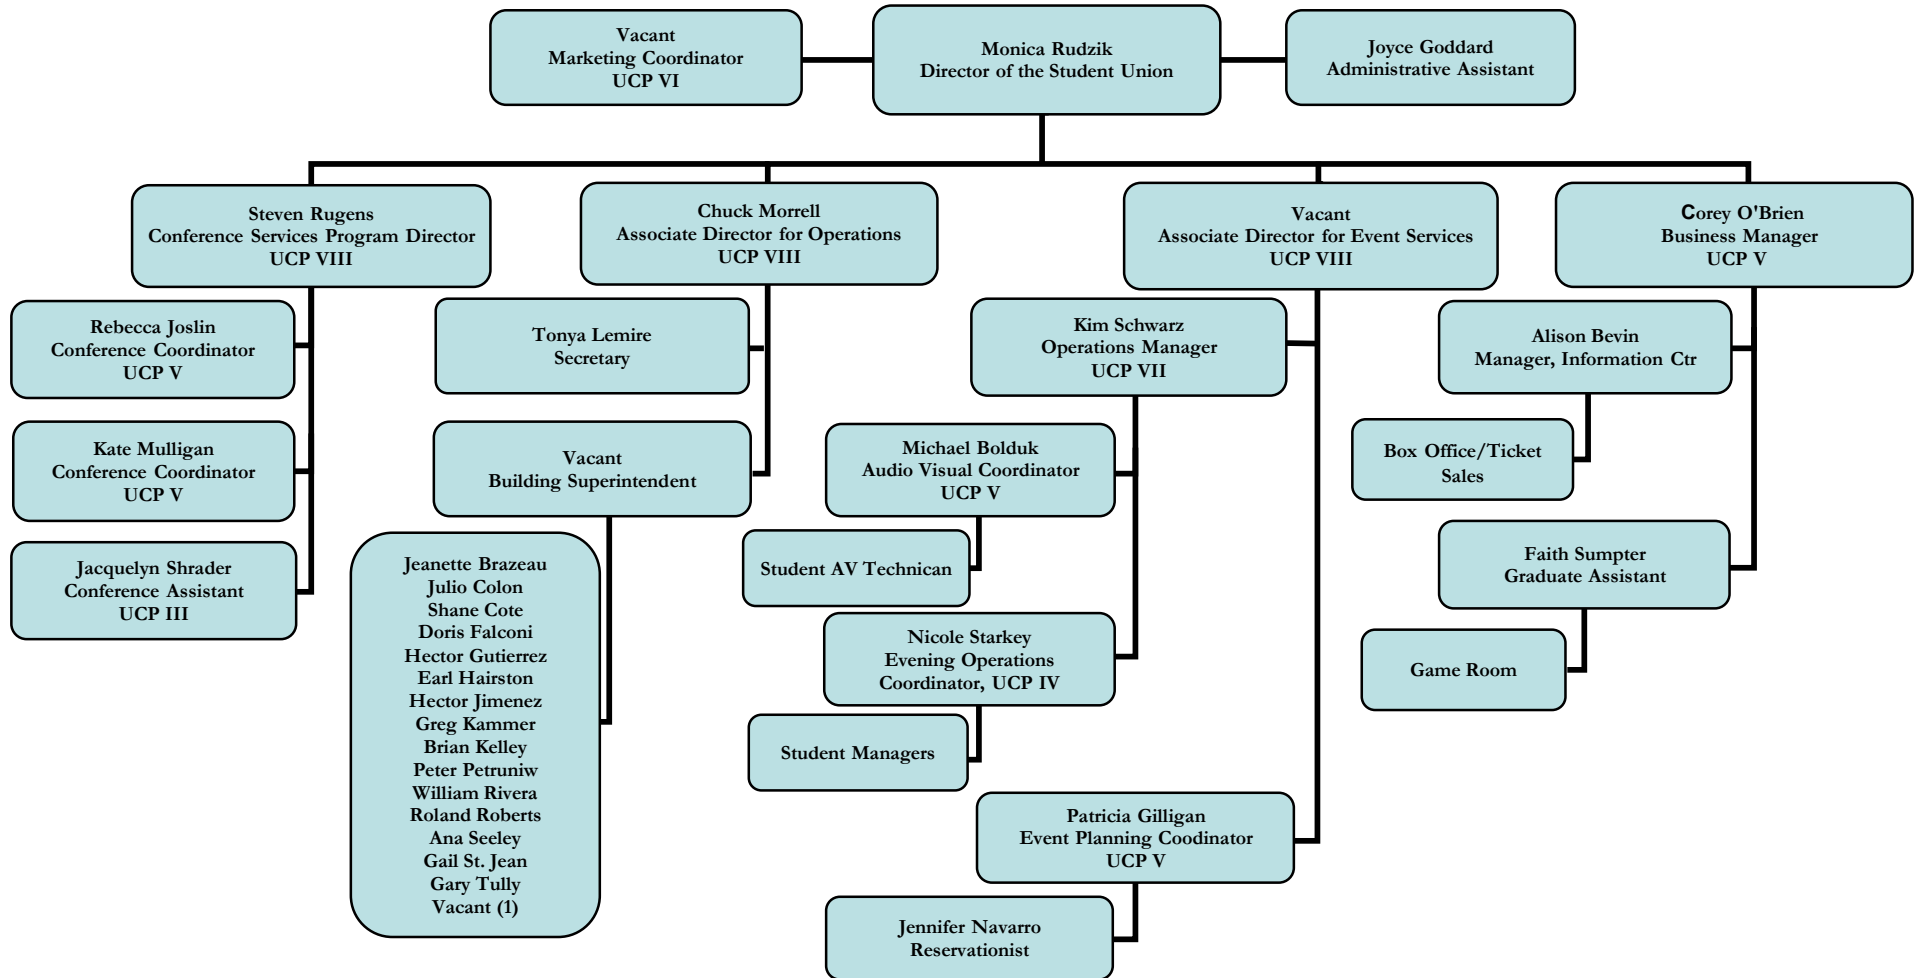 Vacant
Marketing Coordinator
UCP VI
Monica Rudzik
Director of the Student Union
Joyce Goddard
Administrative Assistant
Steven Rugens
Conference Services Program Director
UCP VIII
Chuck Morrell
Associate Director for Operations
UCP VIII
Vacant
Associate Director for Event Services
UCP VIII
Corey O'Brien
Business Manager
UCP V
Rebecca Joslin
Conference Coordinator
UCP V
Kate Mulligan
Conference Coordinator
UCP V
Jacquelyn Shrader
Conference Assistant
UCP III
Tonya Lemire
Secretary
Vacant
Building Superintendent
Jeanette Brazeau
Julio Colon
Shane Cote
Doris Falconi
Hector Gutierrez
Earl Hairston
Hector Jimenez
Greg Kammer
Brian Kelley
Peter Petruniw
William Rivera
Roland Roberts
Ana Seeley
Gail St. Jean
Gary Tully
Vacant (1)
Kim Schwarz
Operations Manager
UCP VII
Michael Bolduk
Audio Visual Coordinator
UCP V
Student AV Technican
Nicole Starkey
Evening Operations
Coordinator, UCP IV
Student Managers
Patricia Gilligan
Event Planning Coodinator
UCP V
Jennifer Navarro
Reservationist
Alison Bevin
Manager, Information Ctr
Box Office/Ticket
Sales
Faith Sumpter
Graduate Assistant
Game Room